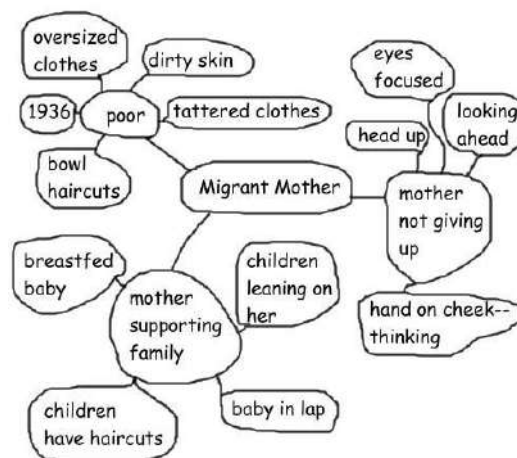 oversized
clothes
dirty skin
1936
poor
tattered clothes
bowl
haircuts
Migrant Mother
eyes
focused
looking
ahead
head up
mother
not giving
up
hand on cheek--
thinking
breastfed
baby
mother
supporting
family
children
leaning on
her
children
have haircuts
baby in lap